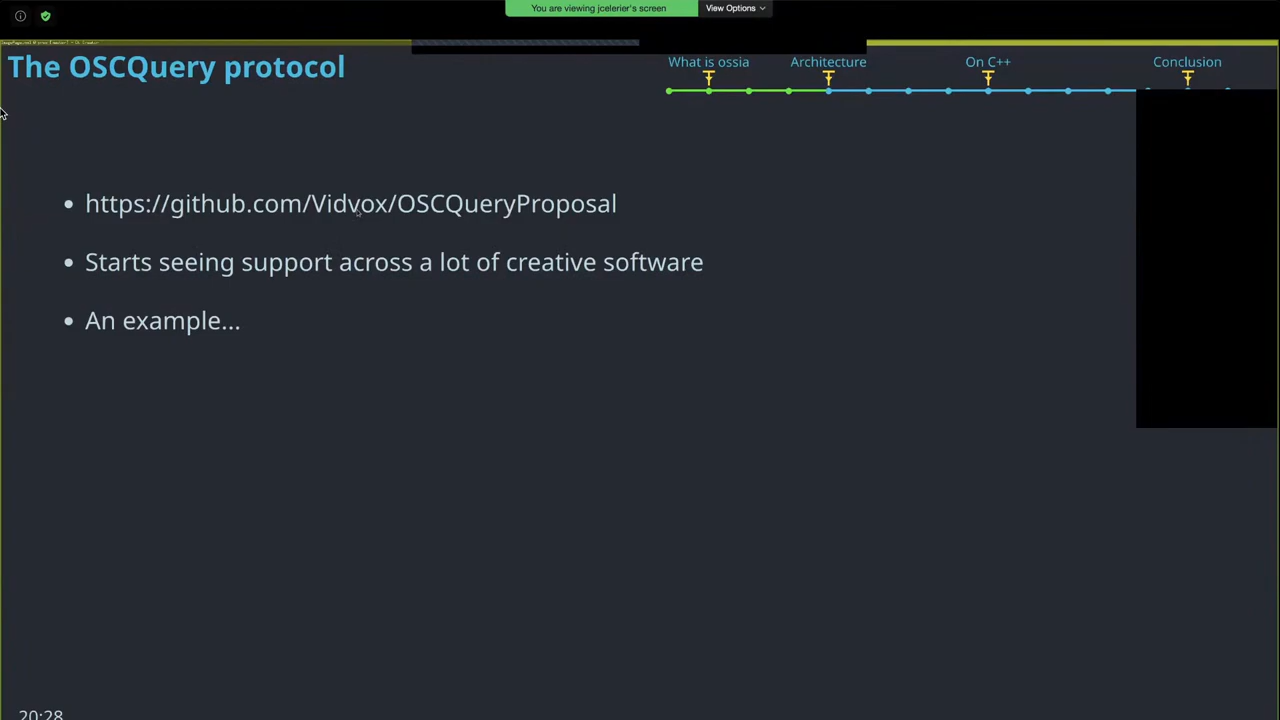 You are viewing jcelerier's screen
View Options
The OSCQuery protocol
What is ossia
Architecture
On C++
Conclusion
• https://github.com/Vidvox/OSCQueryProposal
• Starts seeing support across a lot of creative software
• An example...
20:28